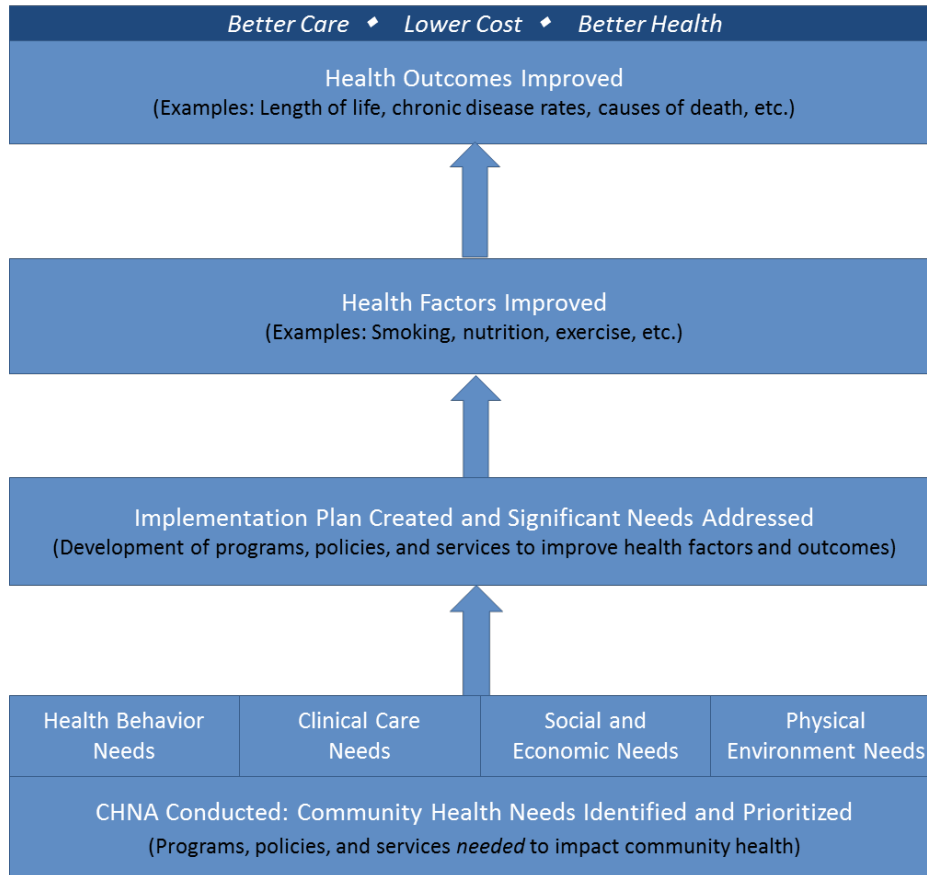 Better Care ◆ Lower Cost ◆ Better Health
Health Outcomes Improved
(Examples: Length of life, chronic disease rates, causes of death, etc.)
Health Factors Improved
(Examples: Smoking, nutrition, exercise, etc.)
Implementation Plan Created and Significant Needs Addressed
(Development of programs, policies, and services to improve health factors and outcomes)
Health Behavior
Needs
Clinical Care
Needs
Social and
Economic Needs
Physical
Environment Needs
CHNA Conducted: Community Health Needs Identified and Prioritized
(Programs, policies, and services needed to impact community health)